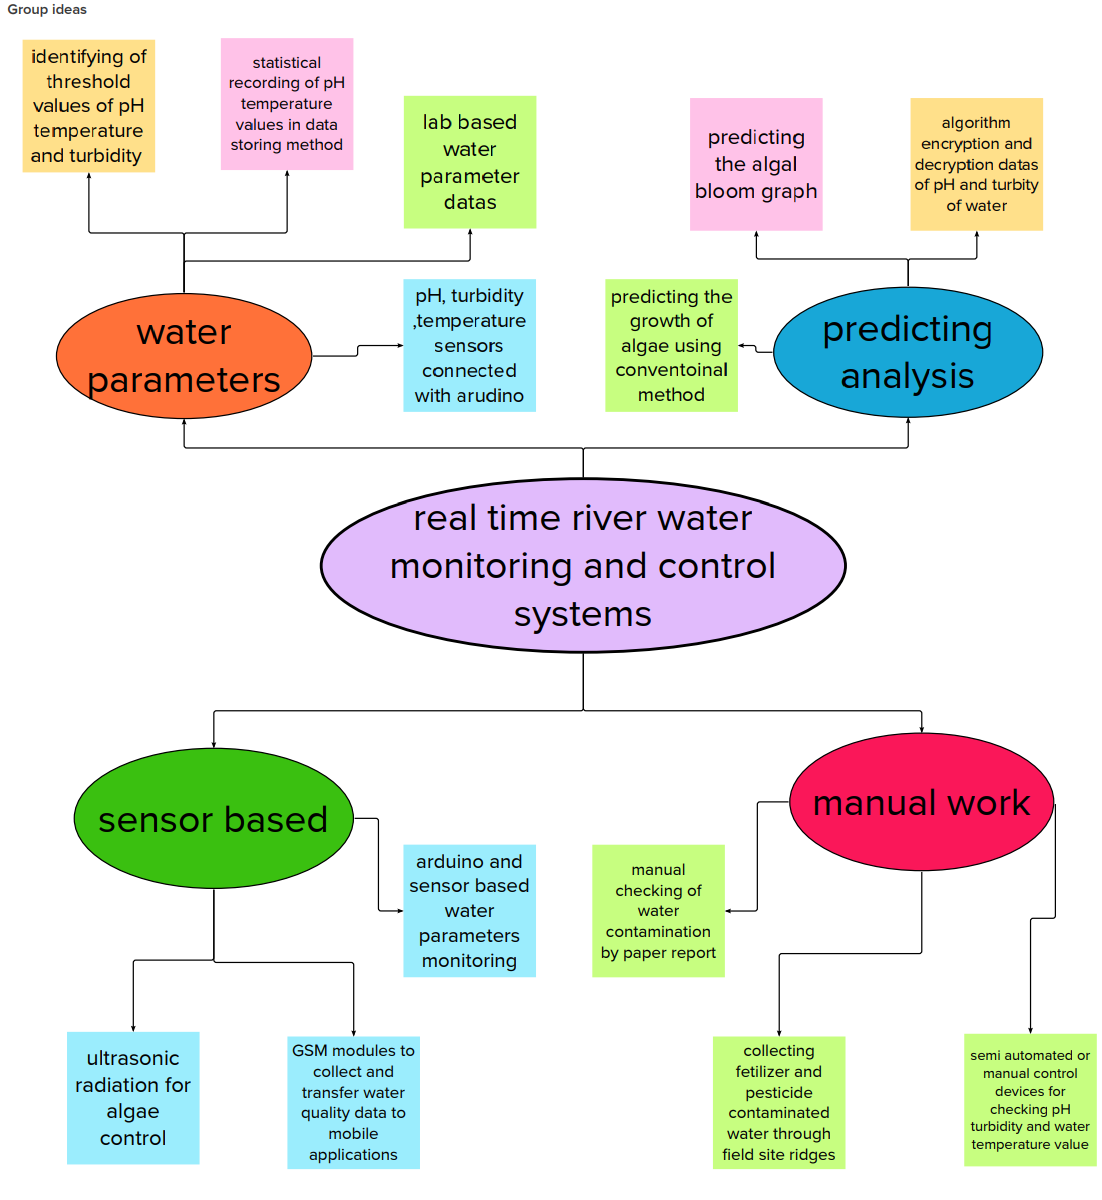 Group ideas
identifying of
threshold
values of pH
temperature
and turbidity
statistical
recording of pH
temperature
values in data
storing method
lab based
water
parameter
datas
predicting
the algal
bloom graph
algorithm
encryption and
decryption datas
of pH and turbity
of water
water
parameters
pH, turbidity
,temperature
sensors
connected
with arudino
predicting the
growth of
algae using
conventoinal
method
predicting
analysis
real time river water
monitoring and control
systems
sensor based
manual work
arduino and
sensor based
water
parameters
monitoring
manual
checking of
water
contamination
by paper report
ultrasonic
radiation for
algae
control
GSM modules to
collect and
transfer water
quality data to
mobile
applications
collecting
fetilizer and
pesticide
contaminated
water through
field site ridges
semi automated or
manual control
devices for
checking pH
turbidity and water
temperature value